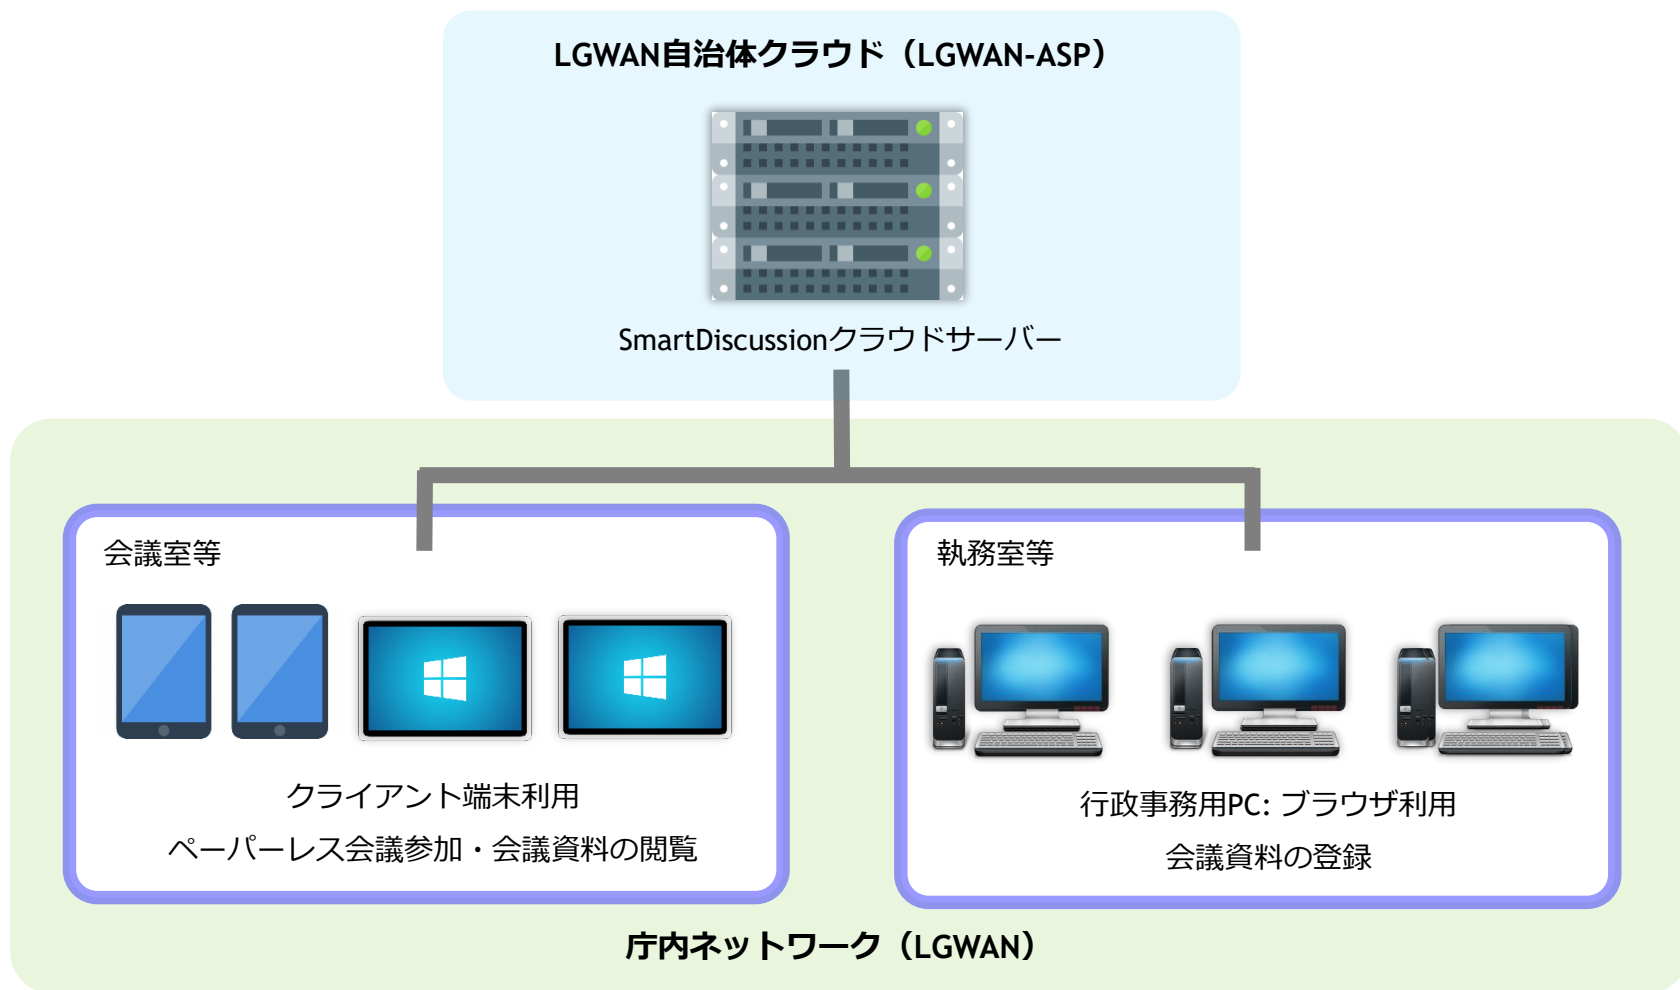 LGWAN自治体クラウド（LGWAN-ASP）
SmartDiscussionクラウドサーバー
会議室等
クライアント端末利用
ペーパーレス会議参加・会議資料の閲覧
執務室等
行政事務用PC: ブラウザ利用
会議資料の登録
庁内ネットワーク（LGWAN）